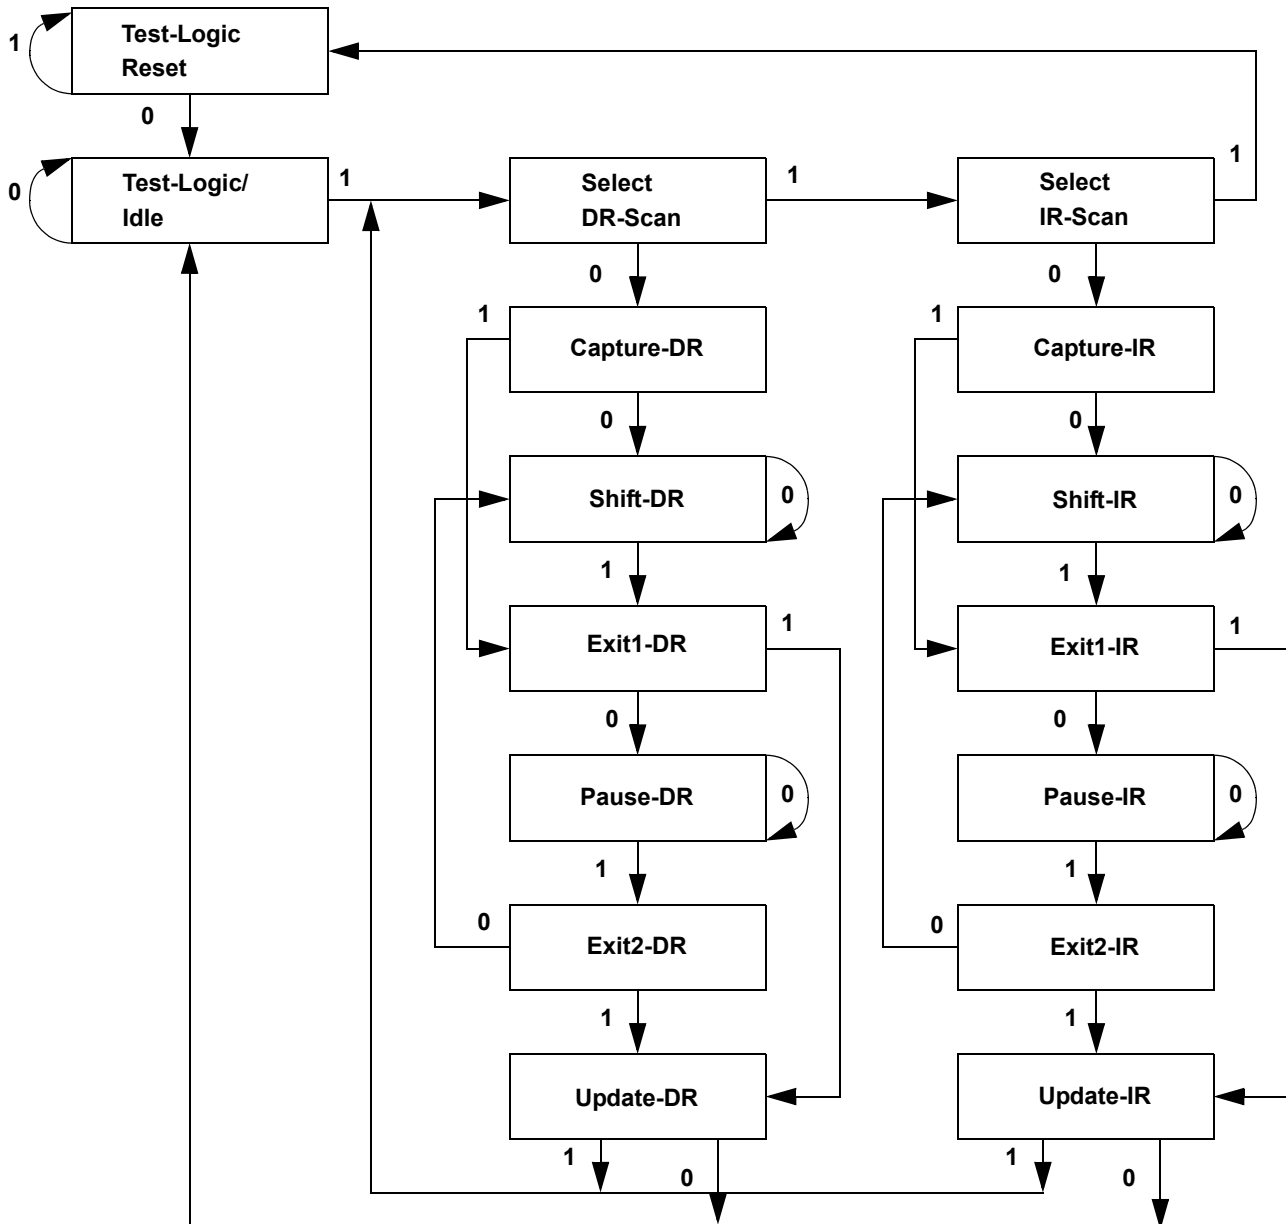 Test-Logic
Reset
1
0
Test-Logic/
Idle
0
1
Select
DR-Scan
1
Select
IR-Scan
1
0
0
1
Capture-DR
1
Capture-IR
0
0
Shift-DR
0
Shift-IR
0
1
1
Exit1-DR
1
Exit1-IR
1
0
0
Pause-DR
0
Pause-IR
0
1
1
0
Exit2-DR
0
Exit2-IR
1
1
Update-DR
Update-IR
1
0
1
0